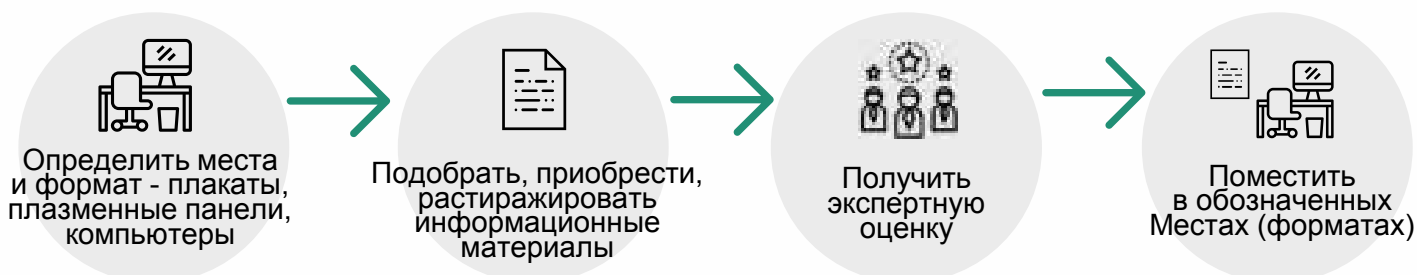 Определить места
и формат - плакаты,
плазменные панели,
компьютеры
Подобрать, приобрести,
растиражировать
информационные
материалы
Получить
экспертную
оценку
Поместить
в обозначенных
Местах (форматах)